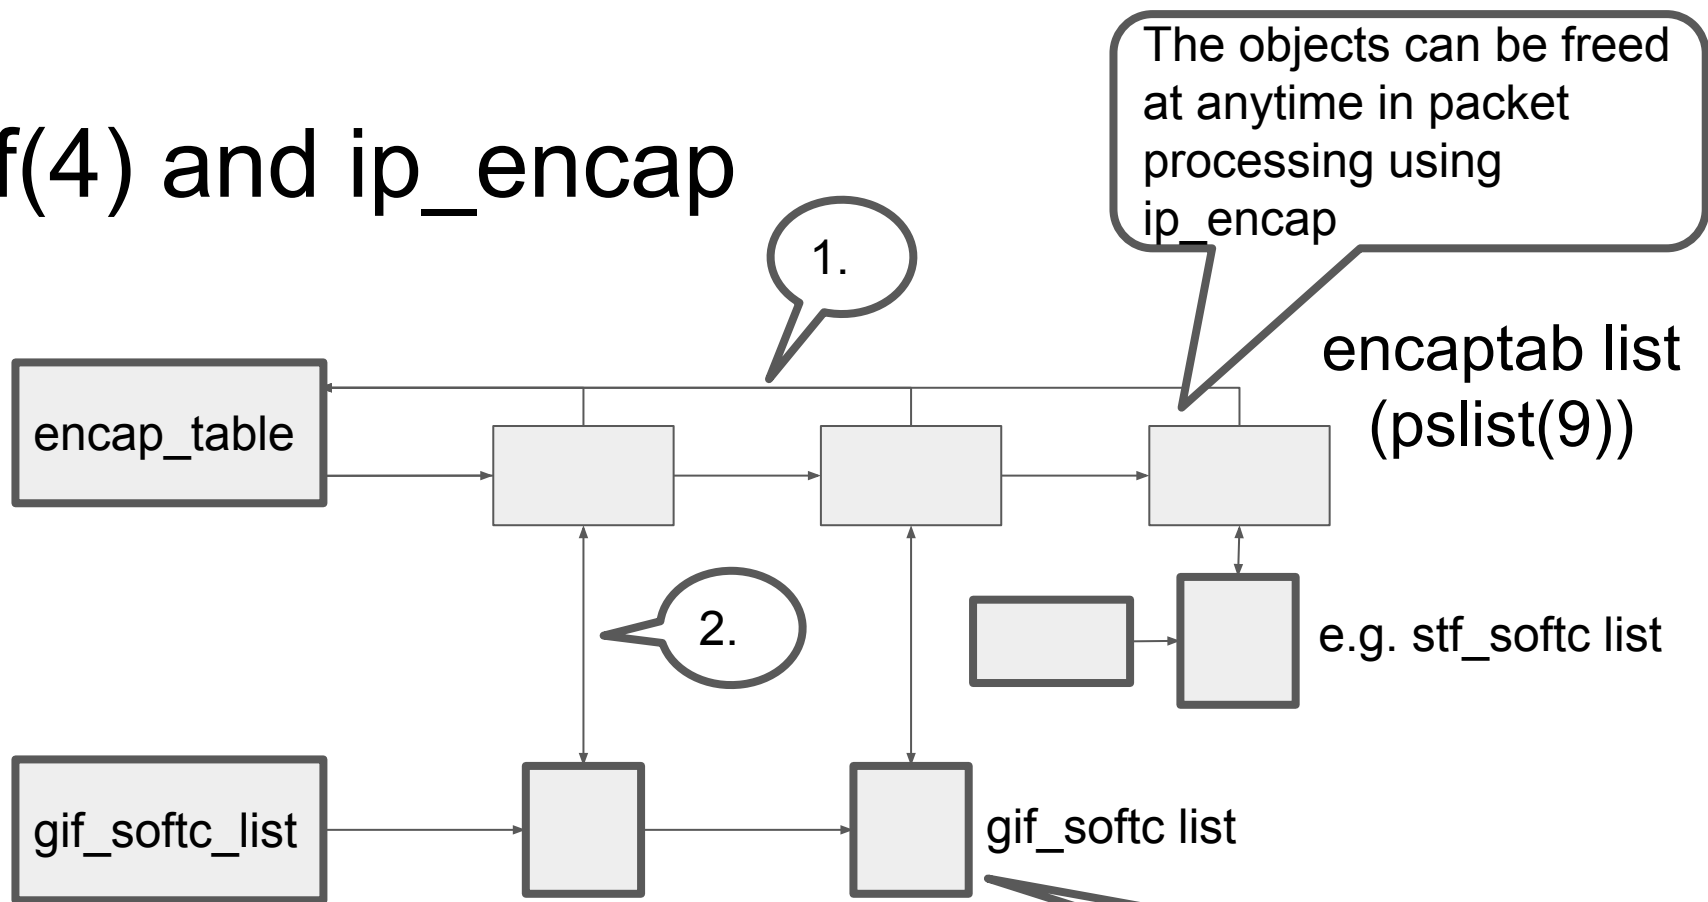 f(4) and ip_encap
The objects can be freed
at anytime in packet
processing using
ip_encap
1.
encaptab list
(pslist(9))
encap_table
2.
e.g. stf_softc list
gif_softc_list
gif_softc list